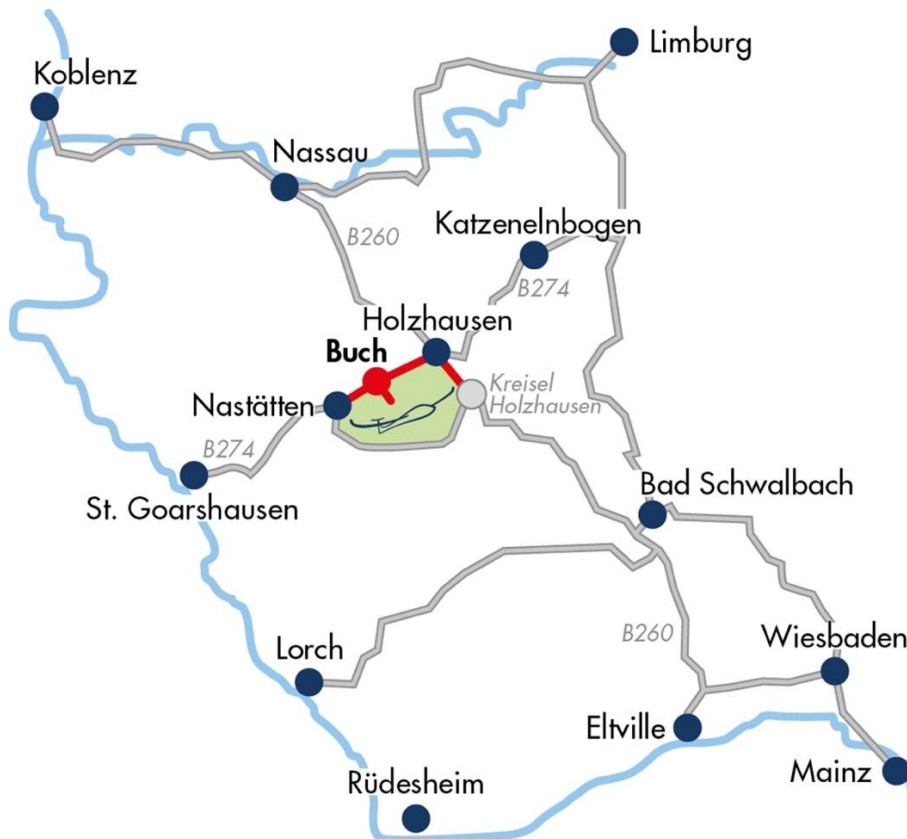 Limburg
Koblenz
Nassau
B260
Katzenelnbogen
B274
Holzhausen
Buch
Kreisel
Holzhausen
Nastätten
B274
St. Goarshausen
Bad Schwalbach
B260
Wiesbaden
Lorch
Eltville
Mainz
Rüdesheim